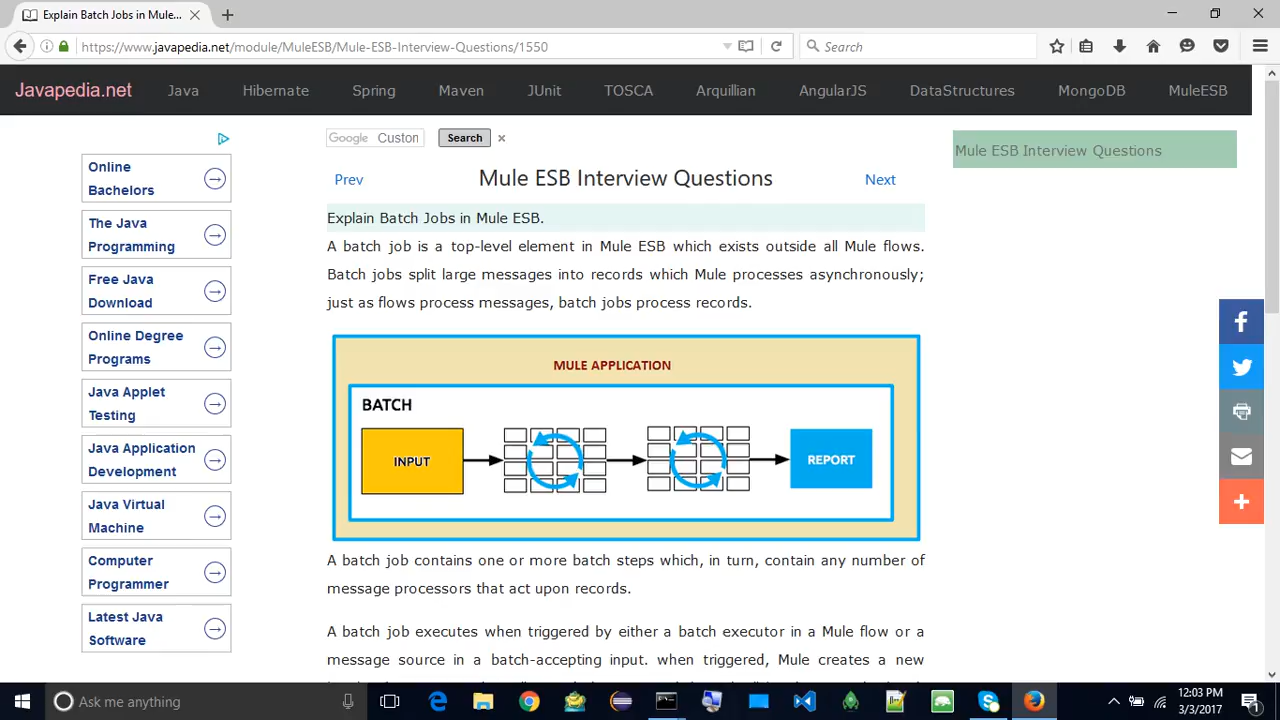 Explain Batch Jobs in Mule...
https://www.javapedia.net/module/MuleESB/Mule-ESB-Interview-Questions/1550
Search
Javapedia.net
Java
Hibernate
Spring
Maven
JUnit
TOSCA
Arquillian
AngularJS
DataStructures
MongoDB
MuleESB
Online
Bachelors
The Java
Programming
Free Java
Download
Online Degree
Programs
Java Applet
Testing
Java Application
Development
Java Virtual
Machine
Computer
Programmer
Latest Java
Software
Google Custom
Search
Prev
Mule ESB Interview Questions
Next
Explain Batch Jobs in Mule ESB.
A batch job is a top-level element in Mule ESB which exists outside all Mule flows.
Batch jobs split large messages into records which Mule processes asynchronously;
just as flows process messages, batch jobs process records.
MULE APPLICATION
BATCH
INPUT
REPORT
A batch job contains one or more batch steps which, in turn, contain any number of
message processors that act upon records.
A batch job executes when triggered by either a batch executor in a Mule flow or a
message source in a batch-accepting input. when triggered, Mule creates a new
Mule ESB Interview Questions
Ask me anything
12:03 PM
3/3/2017